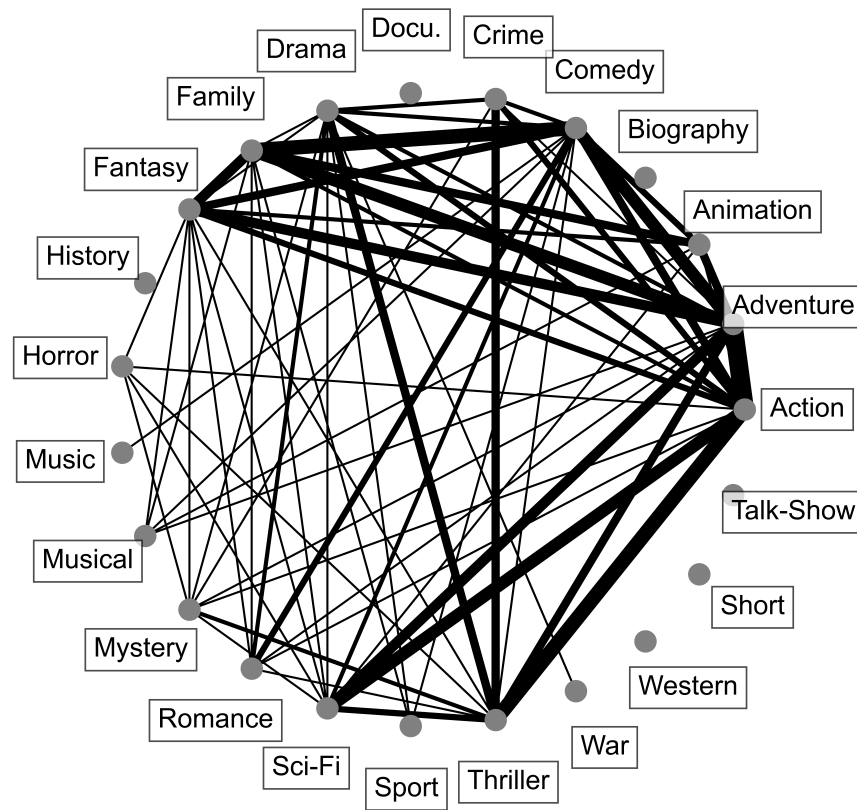 Docu.
Crime
Drama
Comedy
Family
Biography
Fantasy
Animation
History
Adventure
Horror
Action
Music
Talk-Show
Musical
Short
Mystery
Western
Romance
War
Sci-Fi
Thriller
Sport